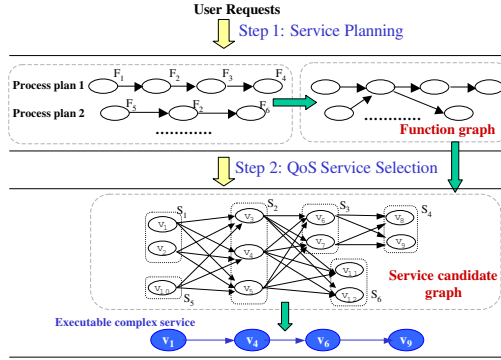 User Requests
Step 1: Service Planning
Process plan 1 F1 F2 F3 F4
Process plan 2 F5 F2 F6
............
............
Function graph
Step 2: QoS Service Selection
S1 S2 S3 S4
v1 v3 v6 v8
v2 v4 v7 v9
v10 v5 v11
S5 v12 S6
Service candidate
graph
Executable complex service
v1 v4 v6 v9